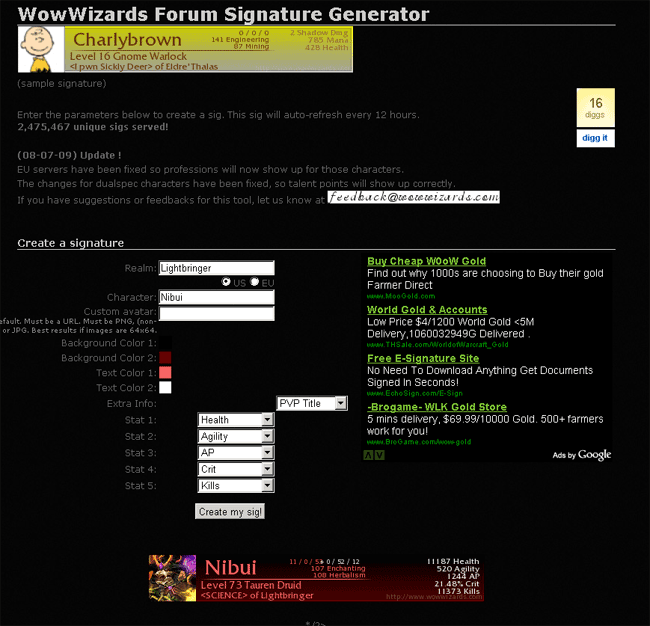 WowWizards Forum Signature Generator
Charlybrown
0 / 0 / 0
141 Engineering
87 Mining
2 Shadow Dmg
785 Mana
428 Health
Level 16 Gnome Warlock
<I pwn Sickly Deer> of Eldre'Thalas
(sample signature)
16
diggs
digg it
Enter the parameters below to create a sig. This sig will auto-refresh every 12 hours.
2,475,467 unique sigs served!
(08-07-09) Update !
EU servers have been fixed so professions will now show up for those characters.
The changes for dualspec characters have been fixed, so talent points will show up correctly.
If you have suggestions or feedbacks for this tool, let us know at feedback@wowwizards.com
Create a signature
Realm: Lightbringer
US EU
Character: Nibui
Custom avatar:
efault. Must be a URL. Must be PNG, (non-
or JPG. Best results if images are 64x64.
Background Color 1:
Background Color 2:
Text Color 1:
Text Color 2:
Extra Info: PVP Title
Stat 1: Health
Stat 2: Agility
Stat 3: AP
Stat 4: Crit
Stat 5: Kills
Create my sig!
Buy Cheap W0oW Gold
Find out why 1000s are choosing to Buy their gold
Farmer Direct
www.MooGold.com
World Gold & Accounts
Low Price $4/1200 World Gold <5M
Delivery,1060032949G Delivered .
www.THSale.com/WorldofWarcraft_Gold
Free E-Signature Site
No Need To Download Anything Get Documents
Signed In Seconds!
www.EchoSign.com/E-Sign
-Brogame- WLK Gold Store
5 mins delivery, $69.99/10000 Gold. 500+ farmers
work for you!
www.BroGame.com/wow-gold
Ads by Google
Nibui
11 / 0 / 0 / 52 / 12
107 Enchanting
108 Herbalism
11187 Health
520 Agility
1244 AP
21.48% Crit
11373 Kills
Level 73 Tauren Druid
<SCIENCE> of Lightbringer
http://www.wowwizards.com
" />